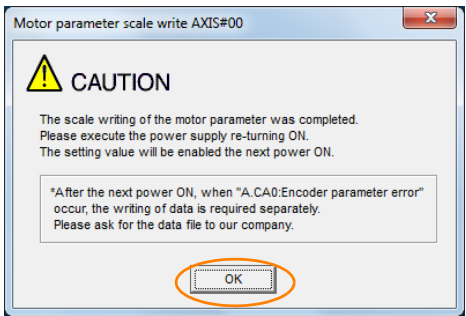 Motor parameter scale write AXIS#00
CAUTION
The scale writing of the motor parameter was completed.
Please execute the power supply re-turning ON.
The setting value will be enabled the next power ON.
*After the next power ON, when "A.CA0:Encoder parameter error"
occur, the writing of data is required separately.
Please ask for the data file to our company.
OK